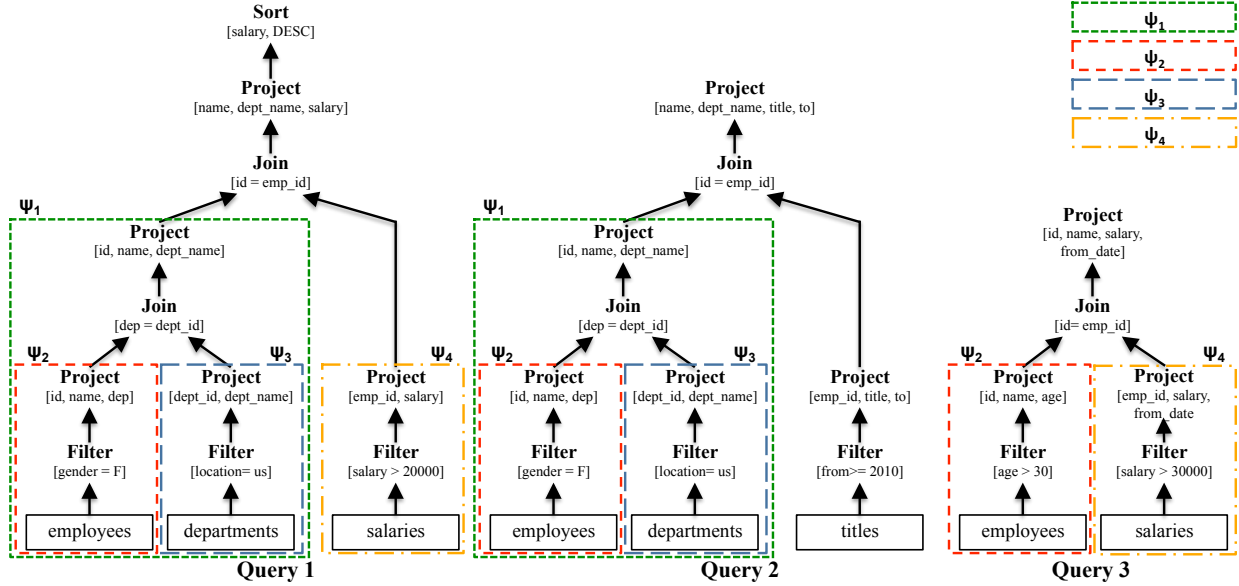 Sort
[salary, DESC]
Project
[name, dept_name, salary]
Join
[id = emp_id]
ψ1
Project
[id, name, dept_name]
Join
[dep = dept_id]
ψ2
Project
[id, name, dep]
Filter
[gender = F]
employees
ψ3
Project
[dept_id, dept_name]
Filter
[location= us]
departments
ψ4
Project
[emp_id, salary]
Filter
[salary > 20000]
salaries
Query 1
Project
[name, dept_name, title, to]
Join
[id = emp_id]
ψ1
Project
[id, name, dept_name]
Join
[dep = dept_id]
ψ2
Project
[id, name, dep]
Filter
[gender = F]
employees
ψ3
Project
[dept_id, dept_name]
Filter
[location= us]
departments
Project
[emp_id, title, to]
Filter
[from>= 2010]
titles
Query 2
Project
[id, name, salary,
from_date]
Join
[id= emp_id]
ψ2
Project
[id, name, age]
Filter
[age > 30]
employees
ψ4
Project
[emp_id, salary,
from_date
Filter
[salary > 30000]
salaries
Query 3
ψ1
ψ2
ψ3
ψ4